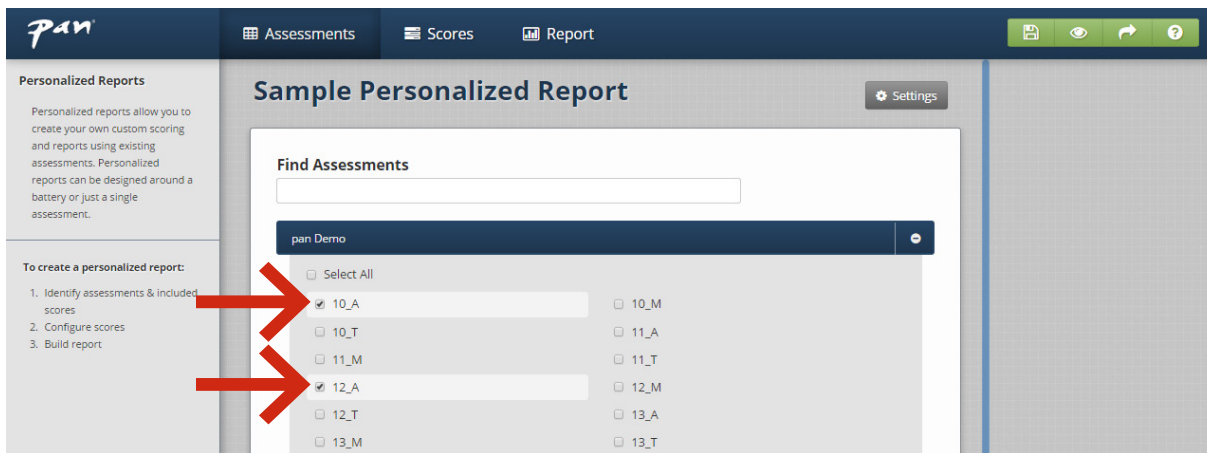 pan
Assessments
Scores
Report
Personalized Reports
Personalized reports allow you to
create your own custom scoring
and reports using existing
assessments. Personalized
reports can be designed around a
battery or just a single
assessment.
To create a personalized report:
1. Identify assessments & included
scores
2. Configure scores
3. Build report
Sample Personalized Report
Settings
Find Assessments
pan Demo
Select All
10_A 10_M
10_T 11_A
11_M 11_T
12_A 12_M
12_T 13_A
13_M 13_T